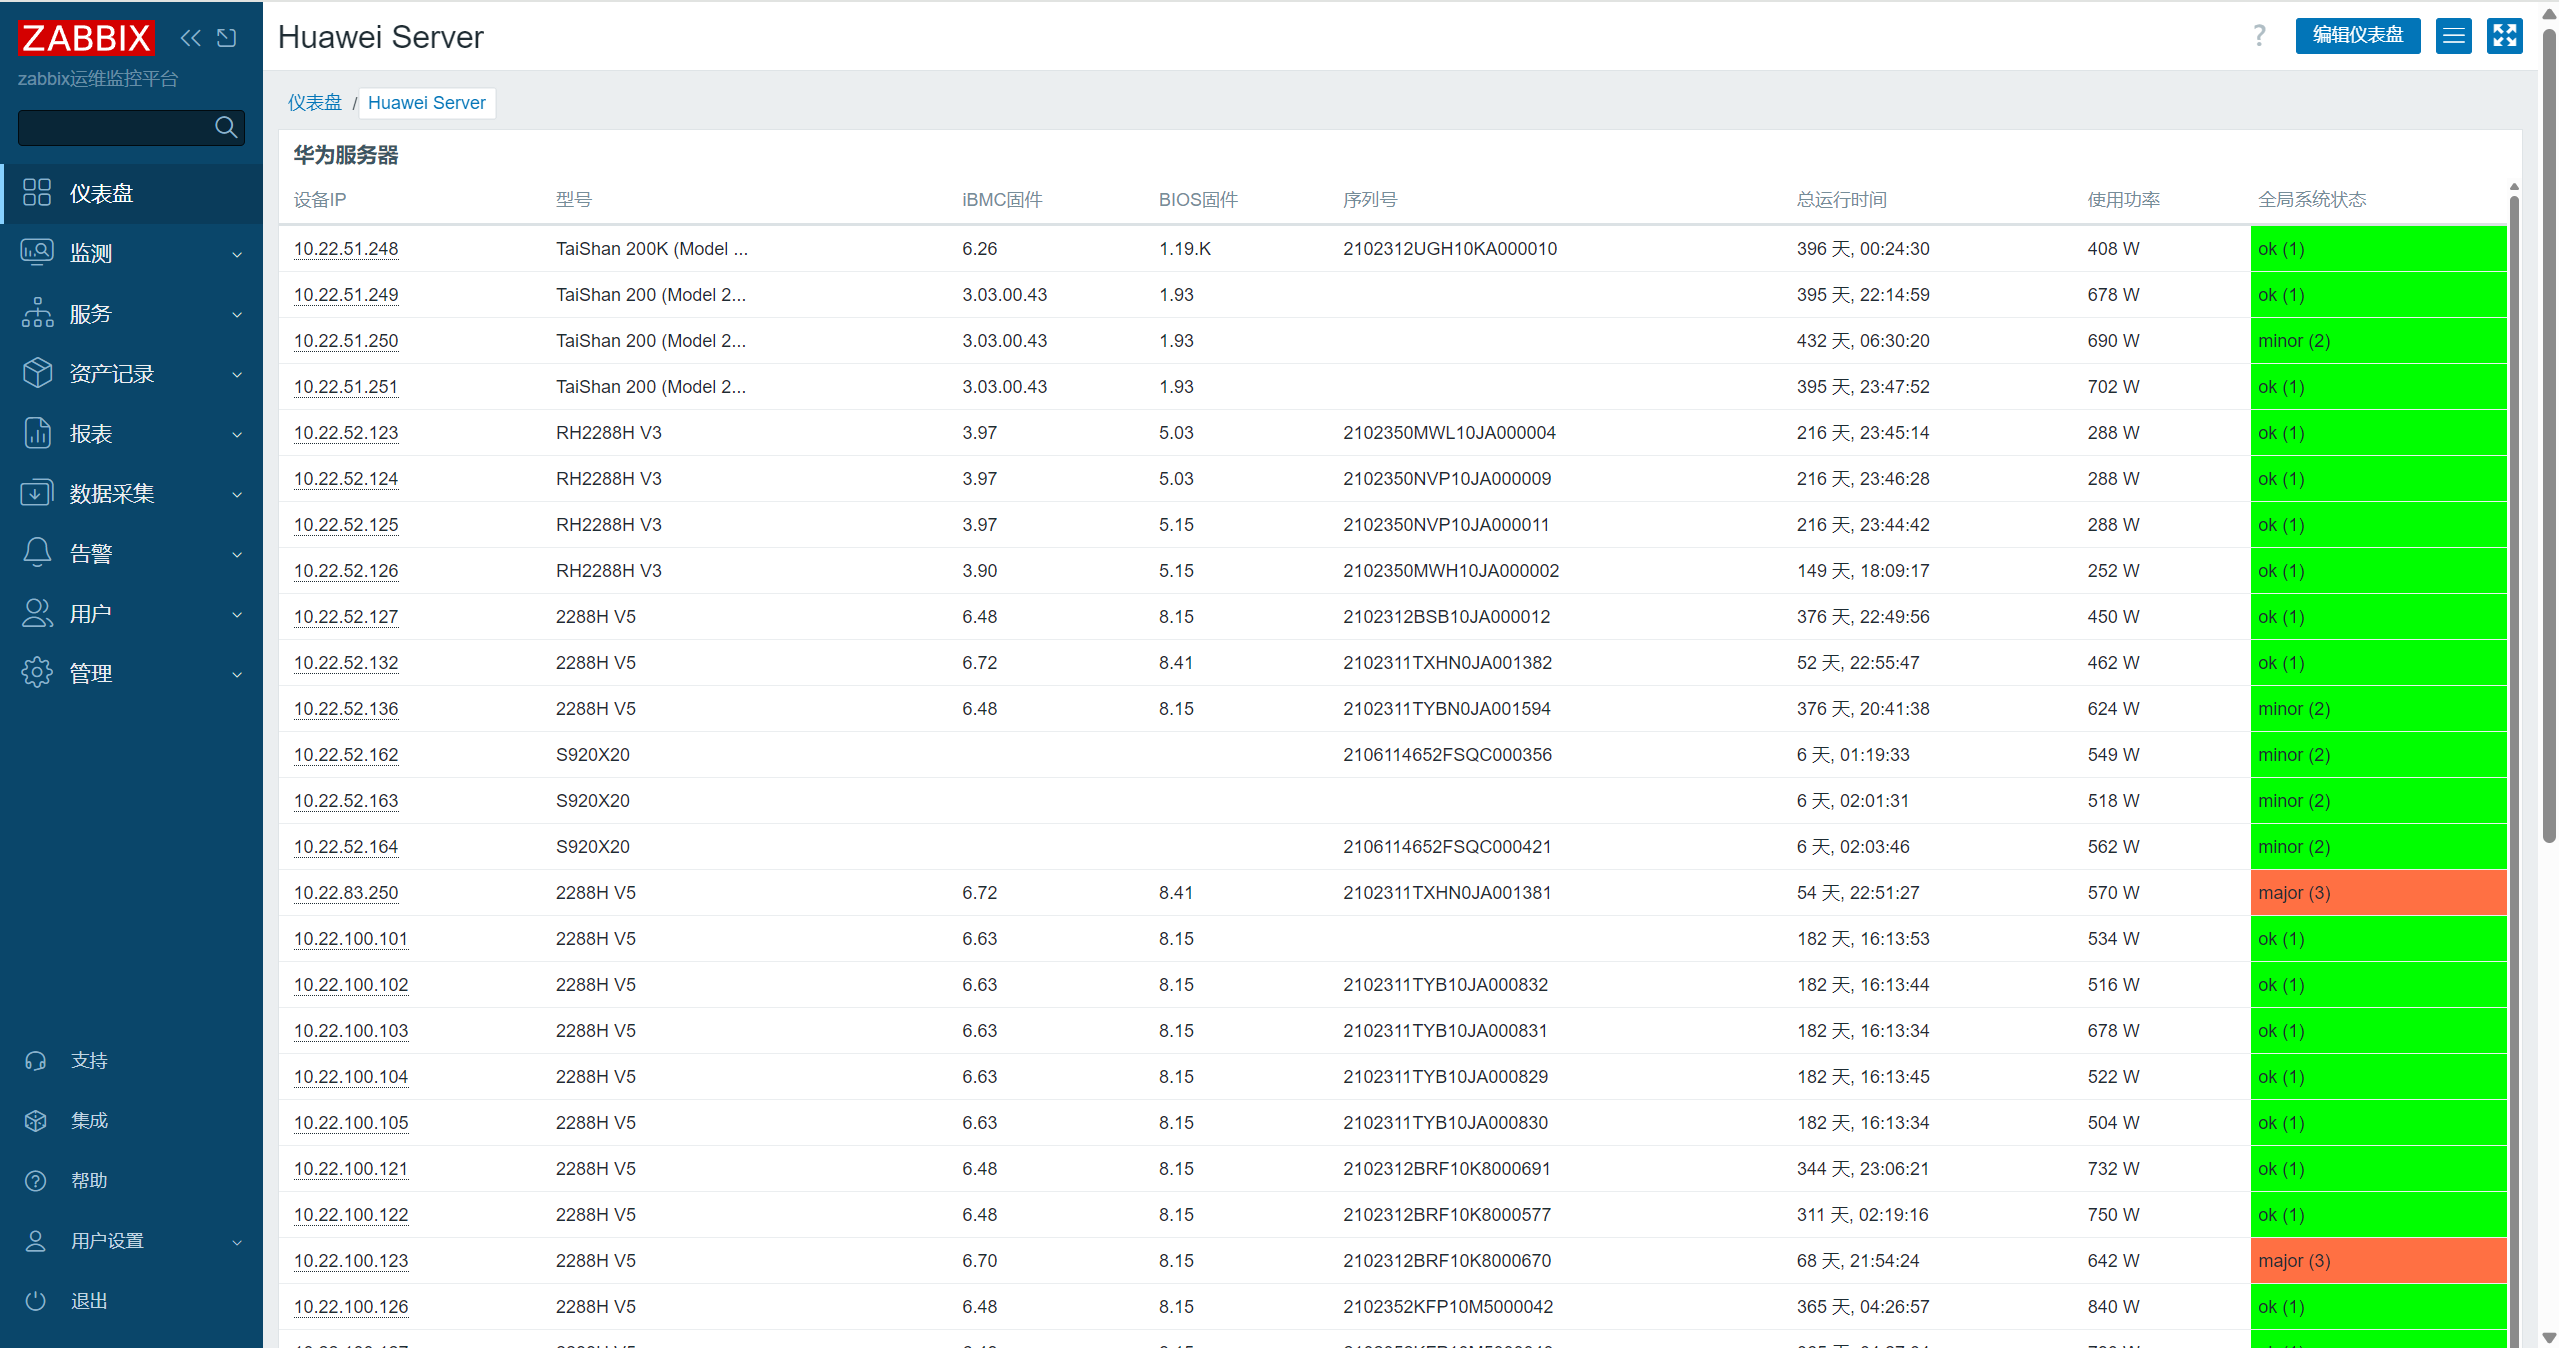 ZABBIX
zabbix运维监控平台
仪表盘
监测
服务
资产记录
报表
数据采集
告警
用户
管理
支持
集成
帮助
用户设置
退出
Huawei Server
? 编辑仪表盘
仪表盘 / Huawei Server
华为服务器
设备IP 型号 iBMC固件 BIOS固件 序列号 总运行时间 使用功率 全局系统状态
10.22.51.248 TaiShan 200K (Model ... 6.26 1.19.K 2102312UGH10KA000010 396 天, 00:24:30 408 W ok (1)
10.22.51.249 TaiShan 200 (Model 2... 3.03.00.43 1.93 395 天, 22:14:59 678 W ok (1)
10.22.51.250 TaiShan 200 (Model 2... 3.03.00.43 1.93 432 天, 06:30:20 690 W minor (2)
10.22.51.251 TaiShan 200 (Model 2... 3.03.00.43 1.93 395 天, 23:47:52 702 W ok (1)
10.22.52.123 RH2288H V3 3.97 5.03 2102350MWL10JA000004 216 天, 23:45:14 288 W ok (1)
10.22.52.124 RH2288H V3 3.97 5.03 2102350NVP10JA000009 216 天, 23:46:28 288 W ok (1)
10.22.52.125 RH2288H V3 3.97 5.15 2102350NVP10JA000011 216 天, 23:44:42 288 W ok (1)
10.22.52.126 RH2288H V3 3.90 5.15 2102350MWH10JA000002 149 天, 18:09:17 252 W ok (1)
10.22.52.127 2288H V5 6.48 8.15 2102312BSB10JA000012 376 天, 22:49:56 450 W ok (1)
10.22.52.132 2288H V5 6.72 8.41 2102311TXHN0JA001382 52 天, 22:55:47 462 W ok (1)
10.22.52.136 2288H V5 6.48 8.15 2102311TYBN0JA001594 376 天, 20:41:38 624 W minor (2)
10.22.52.162 S920X20 2106114652FSQC000356 6 天, 01:19:33 549 W minor (2)
10.22.52.163 S920X20 6 天, 02:01:31 518 W minor (2)
10.22.52.164 S920X20 2106114652FSQC000421 6 天, 02:03:46 562 W minor (2)
10.22.83.250 2288H V5 6.72 8.41 2102311TXHN0JA001381 54 天, 22:51:27 570 W major (3)
10.22.100.101 2288H V5 6.63 8.15 182 天, 16:13:53 534 W ok (1)
10.22.100.102 2288H V5 6.63 8.15 2102311TYB10JA000832 182 天, 16:13:44 516 W ok (1)
10.22.100.103 2288H V5 6.63 8.15 2102311TYB10JA000831 182 天, 16:13:34 678 W ok (1)
10.22.100.104 2288H V5 6.63 8.15 2102311TYB10JA000829 182 天, 16:13:45 522 W ok (1)
10.22.100.105 2288H V5 6.63 8.15 2102311TYB10JA000830 182 天, 16:13:34 504 W ok (1)
10.22.100.121 2288H V5 6.48 8.15 2102312BRF10K8000691 344 天, 23:06:21 732 W ok (1)
10.22.100.122 2288H V5 6.48 8.15 2102312BRF10K8000577 311 天, 02:19:16 750 W ok (1)
10.22.100.123 2288H V5 6.70 8.15 2102312BRF10K8000670 68 天, 21:54:24 642 W major (3)
10.22.100.126 2288H V5 6.48 8.15 2102352KFP10M5000042 365 天, 04:26:57 840 W ok (1)